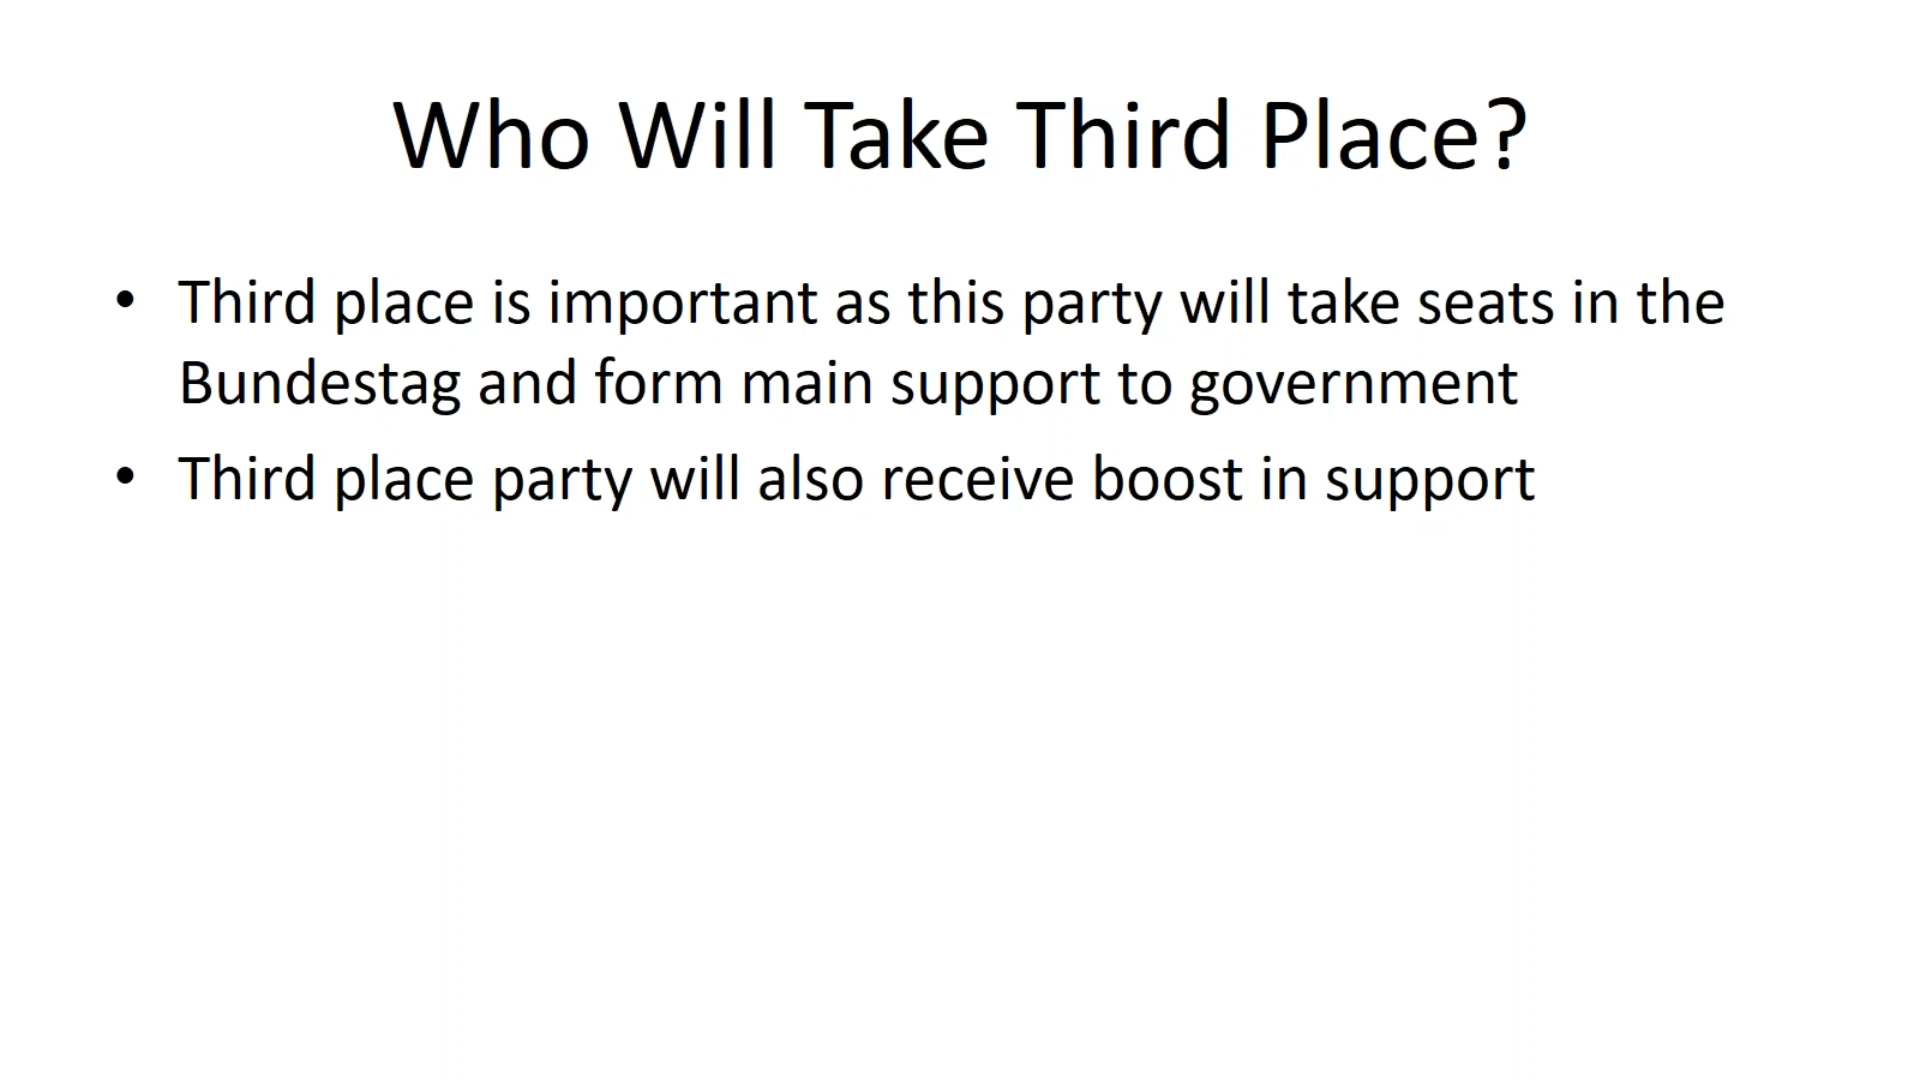 Who Will Take Third Place?
• Third place is important as this party will take seats in the
Bundestag and form main support to government
• Third place party will also receive boost in support